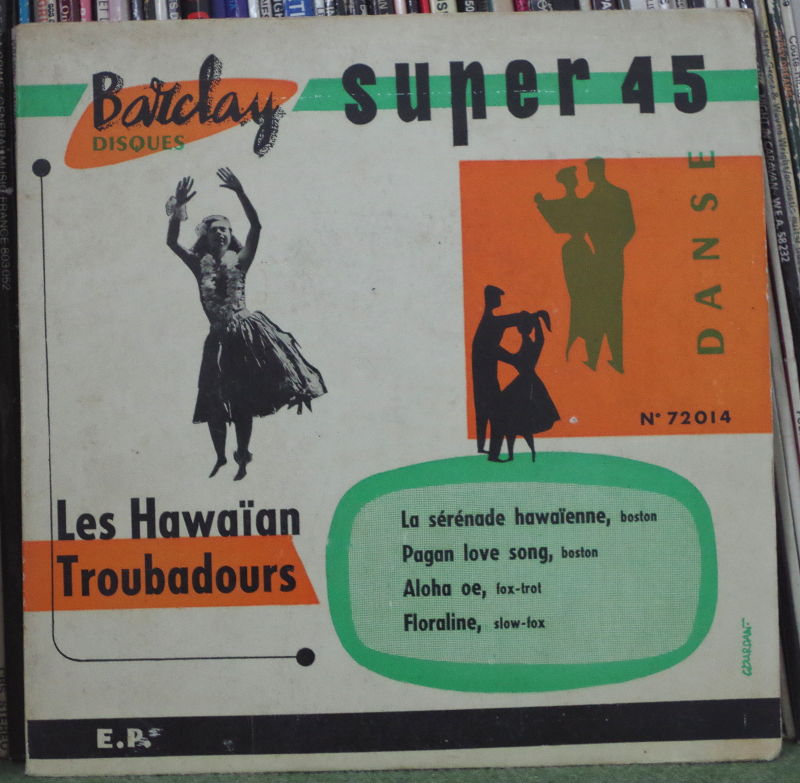 Barclay
DISQUES
super 45
DANSE
N° 72014
Les Hawaïan
Troubadours
La sérénade hawaïenne, boston
Pagan love song, boston
Aloha oe, fox-trot
Floraline, slow-fox
GOURDAN
E.P.